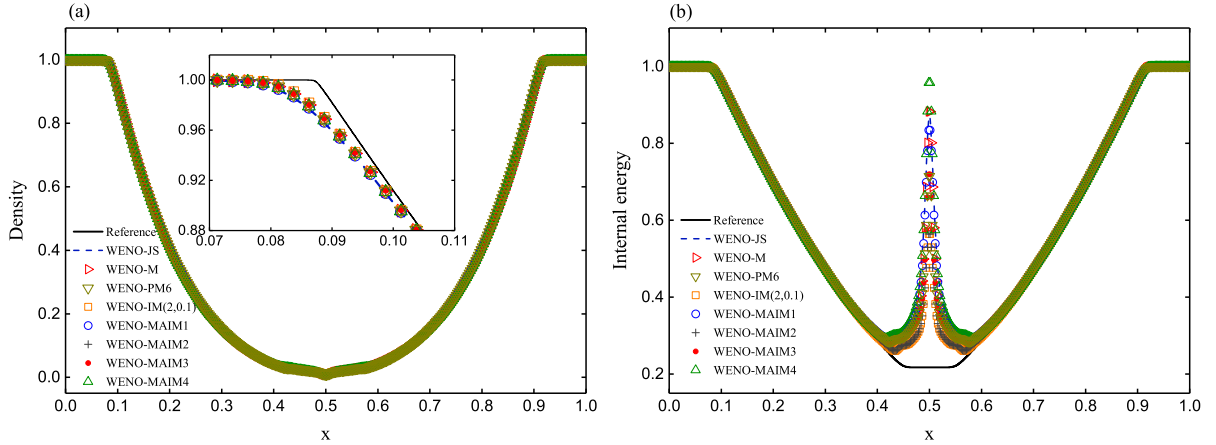 (a)
1.0
0.8
0.6
0.4
0.2
0.0
Density
0.0 0.1 0.2 0.3 0.4 0.5 0.6 0.7 0.8 0.9 1.0
x
1.00
0.96
0.92
0.88
0.07 0.08 0.09 0.10 0.11
Reference
WENO-JS
WENO-M
WENO-PM6
WENO-IM(2,0.1)
WENO-MAIM1
WENO-MAIM2
WENO-MAIM3
WENO-MAIM4
(b)
1.0
0.8
0.6
0.4
0.2
Internal energy
0.0 0.1 0.2 0.3 0.4 0.5 0.6 0.7 0.8 0.9 1.0
x
Reference
WENO-JS
WENO-M
WENO-PM6
WENO-IM(2,0.1)
WENO-MAIM1
WENO-MAIM2
WENO-MAIM3
WENO-MAIM4